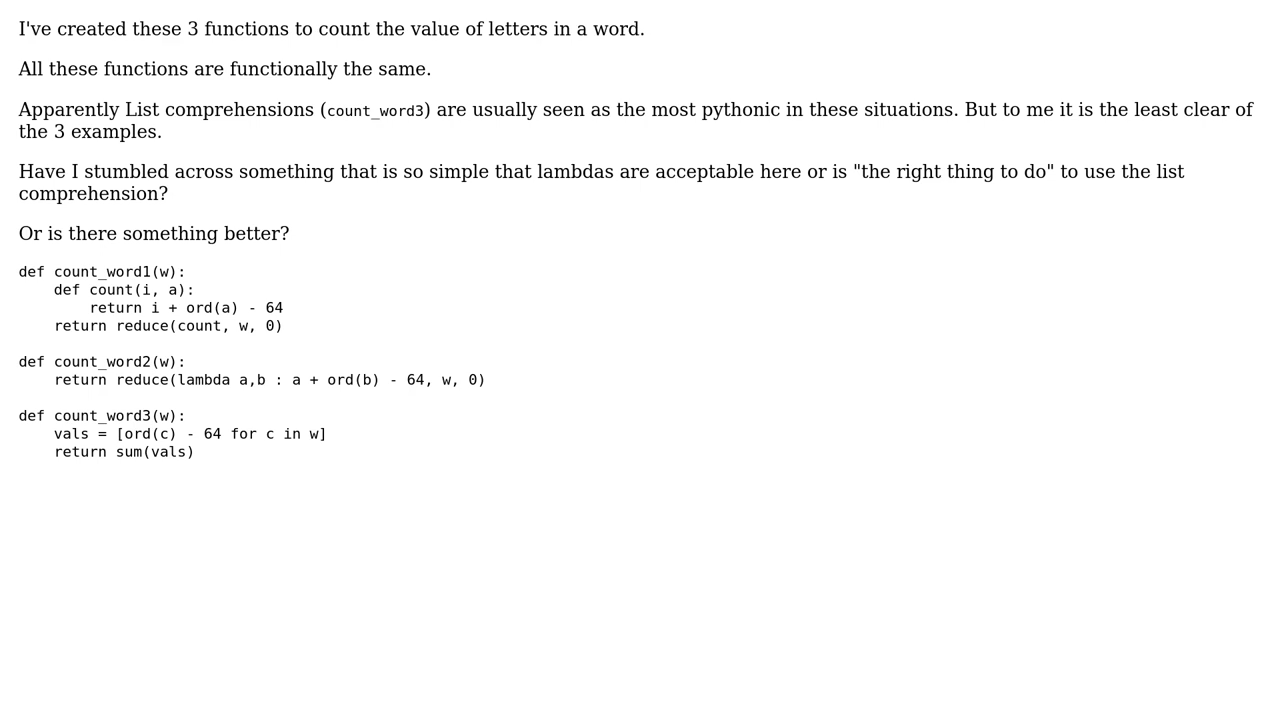 I've created these 3 functions to count the value of letters in a word.
All these functions are functionally the same.
Apparently List comprehensions (count_word3) are usually seen as the most pythonic in these situations. But to me it is the least clear of
the 3 examples.
Have I stumbled across something that is so simple that lambdas are acceptable here or is "the right thing to do" to use the list
comprehension?
Or is there something better?
def count_word1(w):
    def count(i, a):
        return i + ord(a) - 64
    return reduce(count, w, 0)

def count_word2(w):
    return reduce(lambda a,b : a + ord(b) - 64, w, 0)

def count_word3(w):
    vals = [ord(c) - 64 for c in w]
    return sum(vals)